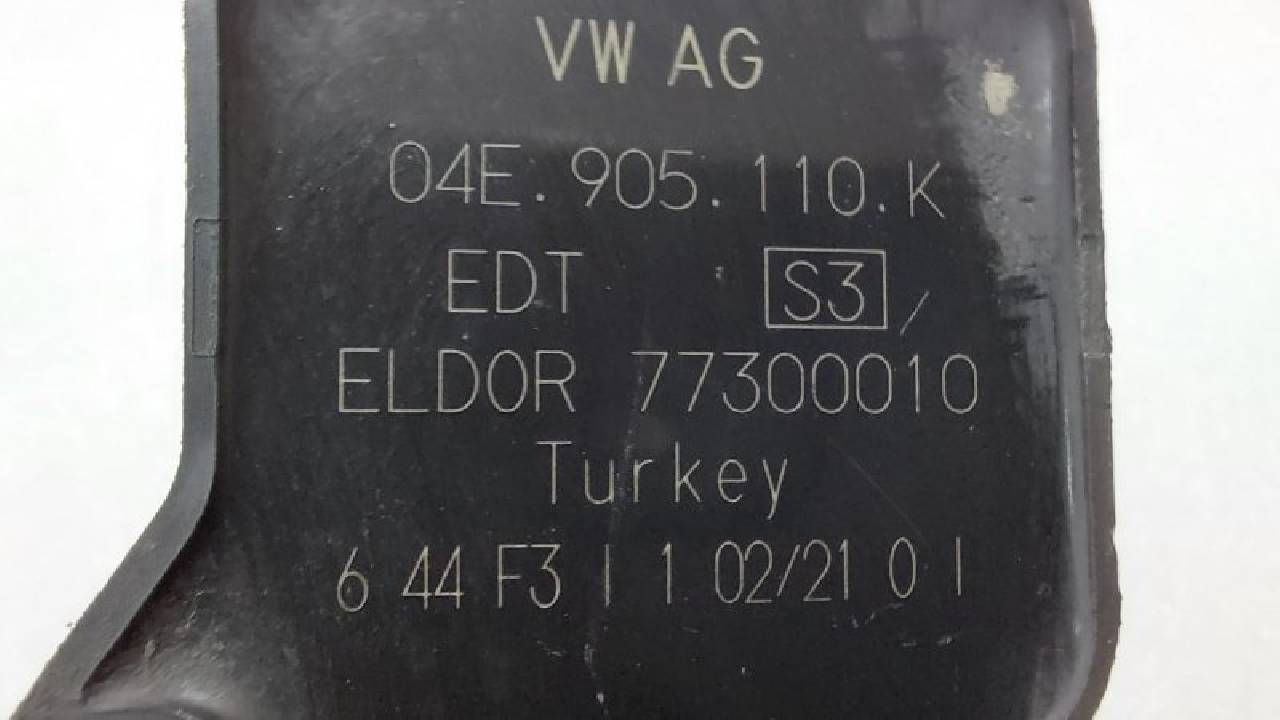 VW AG
04E.905.110.K
EDT S3 /
ELDOR 77300010
Turkey
6 44 F3 | 1 02/21 0 |